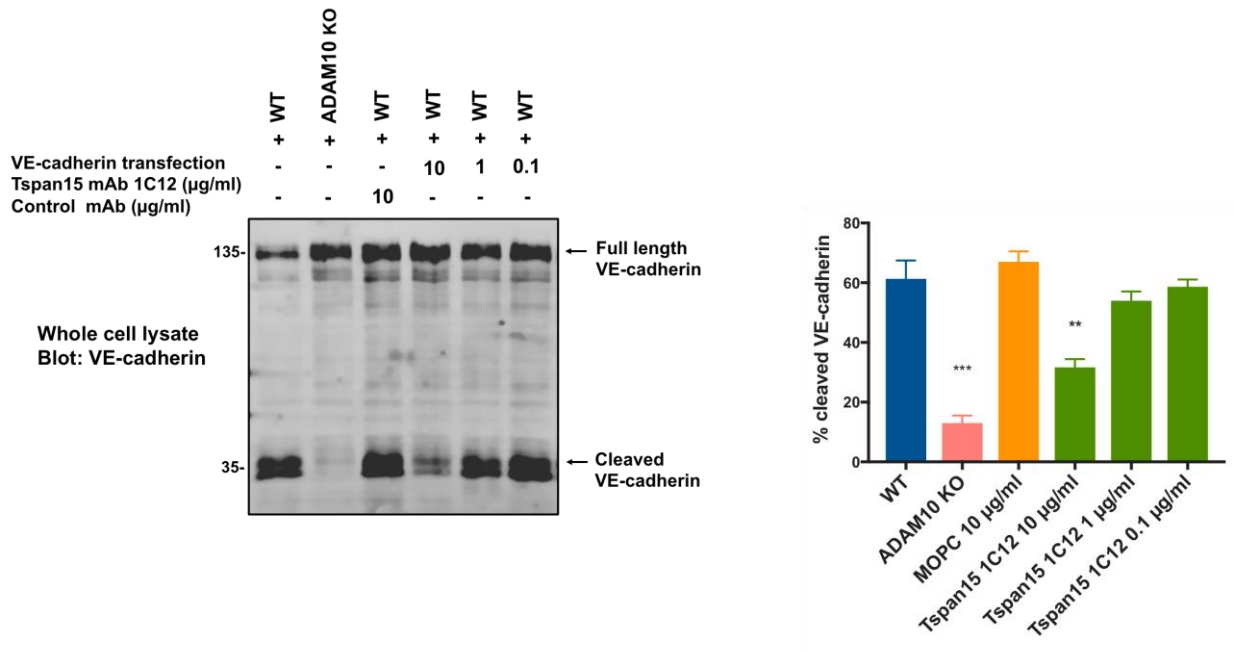 WT ADAM10 KO WT WT WT WT
+ + + + + +
VE-cadherin transfection - - - 10 1 0.1
Tspan15 mAb 1C12 (µg/ml)
Control mAb (µg/ml) - - 10 - - -
135-
Full length
VE-cadherin
Whole cell lysate
Blot: VE-cadherin
35-
Cleaved
VE-cadherin
% cleaved VE-cadherin
80
60
40
20
0
***
**
WT
ADAM10 KO
MOPC 10 µg/ml
Tspan15 1C12 10 µg/ml
Tspan15 1C12 1 µg/ml
Tspan15 1C12 0.1 µg/ml